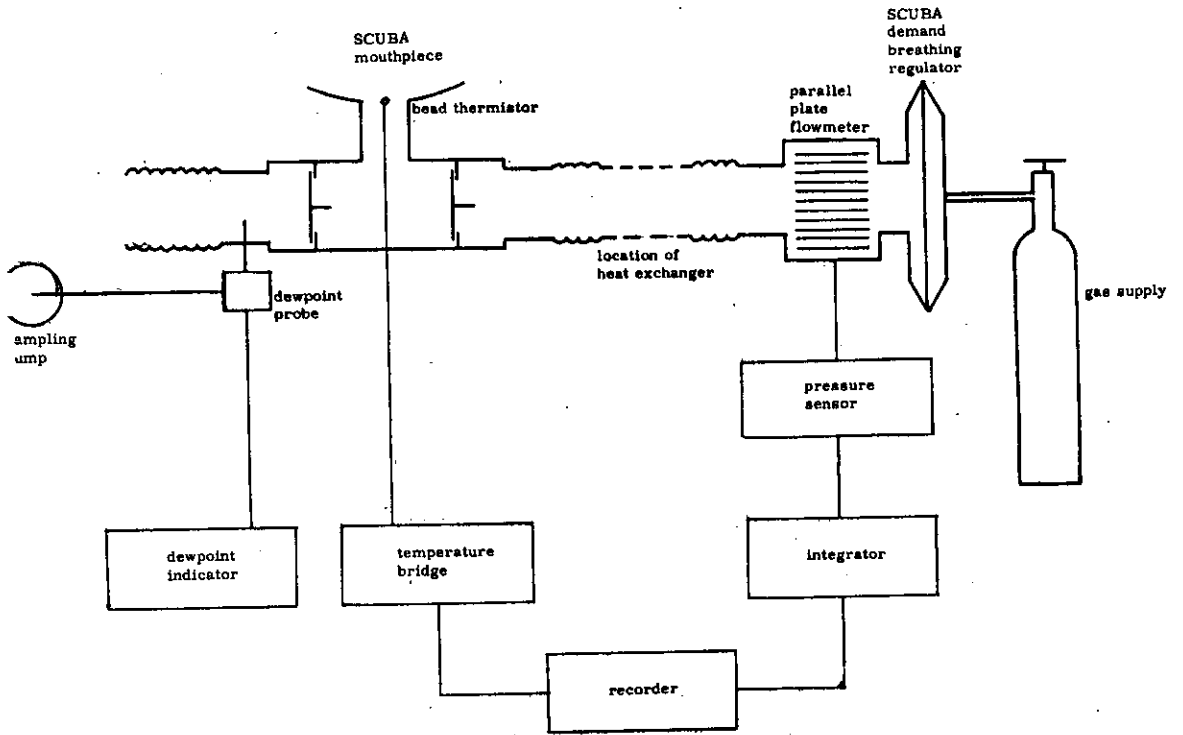 SCUBA
mouthpiece
bead thermiator
parallel
plate
flowmeter
SCUBA
demand
breathing
regulator
location of
heat exchanger
gas supply
dewpoint
probe
ampling
ump
pressure
sensor
dewpoint
indicator
temperature
bridge
integrator
recorder